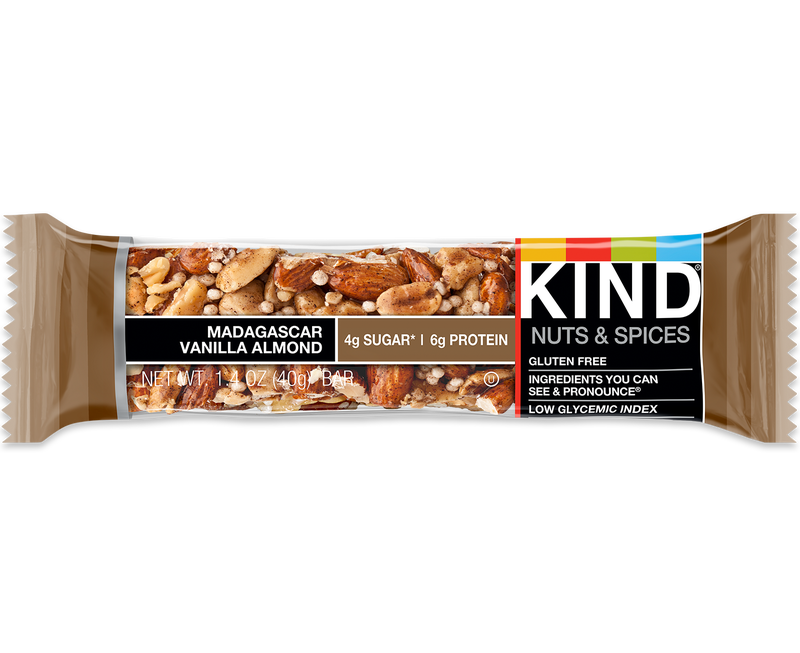 MADAGASCAR
VANILLA ALMOND
4g SUGAR* | 6g PROTEIN
NET WT. 1.4 OZ (40g) BAR
U
KIND®
NUTS & SPICES
GLUTEN FREE
INGREDIENTS YOU CAN
SEE & PRONOUNCE®
LOW GLYCEMIC INDEX